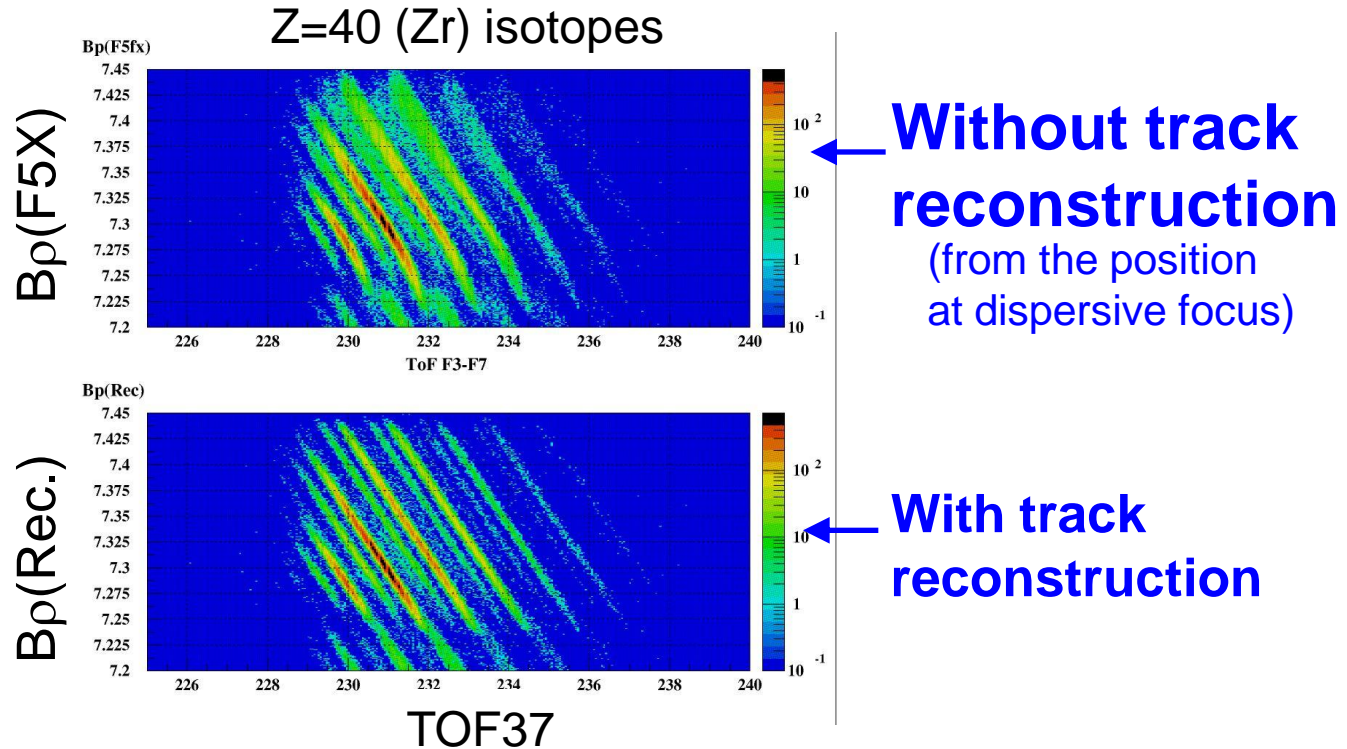 Z=40 (Zr) isotopes
Bp(F5fx)
Bρ(F5X)
7.45
7.425
7.4
7.375
7.35
7.325
7.3
7.275
7.25
7.225
7.2
226 228 230 232 234 236 238 240
ToF F3-F7
10 2
10
1
10 -1
Without track
reconstruction
(from the position
at dispersive focus)
Bp(Rec)
Bρ(Rec.)
7.45
7.425
7.4
7.375
7.35
7.325
7.3
7.275
7.25
7.225
7.2
226 228 230 232 234 236 238 240
TOF37
10 2
10
1
10 -1
With track
reconstruction